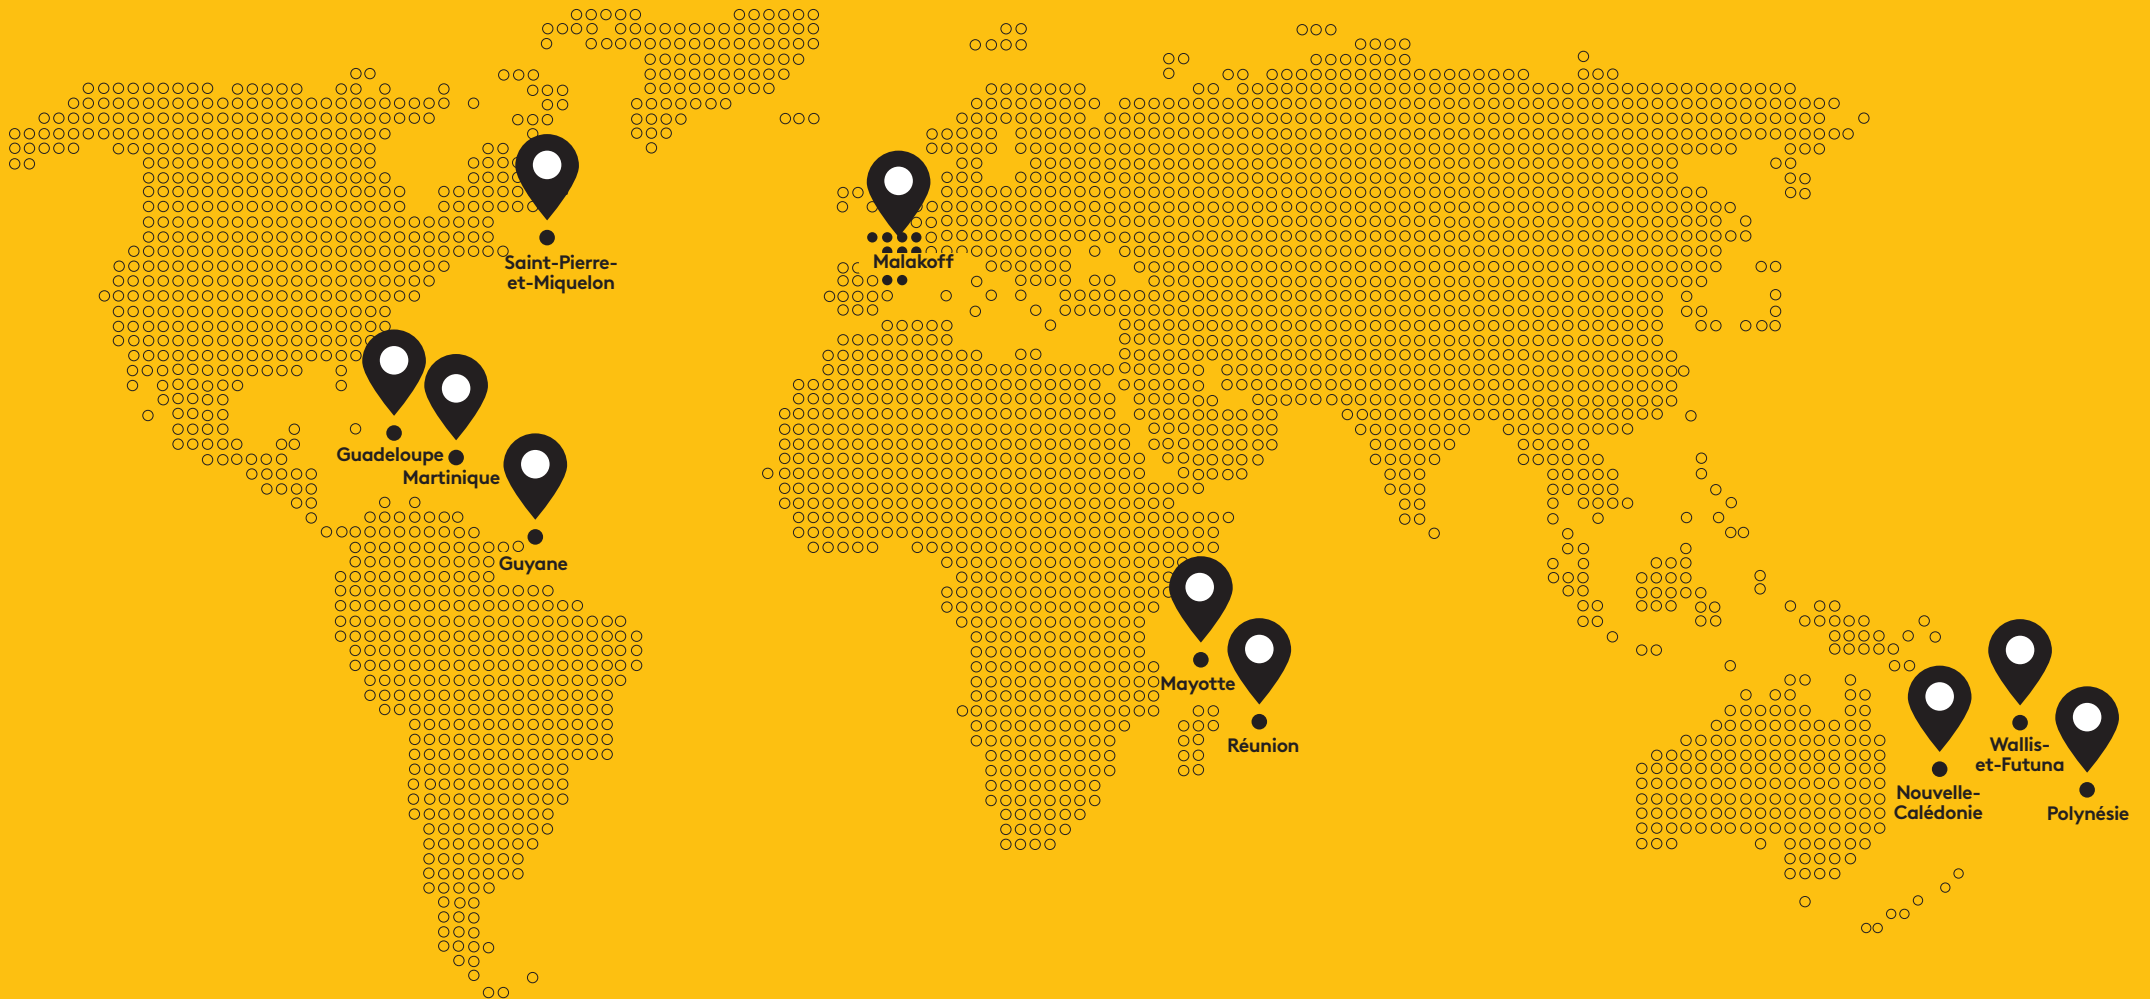 Saint-Pierre-
et-Miquelon
Malakoff
Guadeloupe
Martinique
Guyane
Mayotte
Réunion
Nouvelle-
Calédonie
Wallis-
et-Futuna
Polynésie